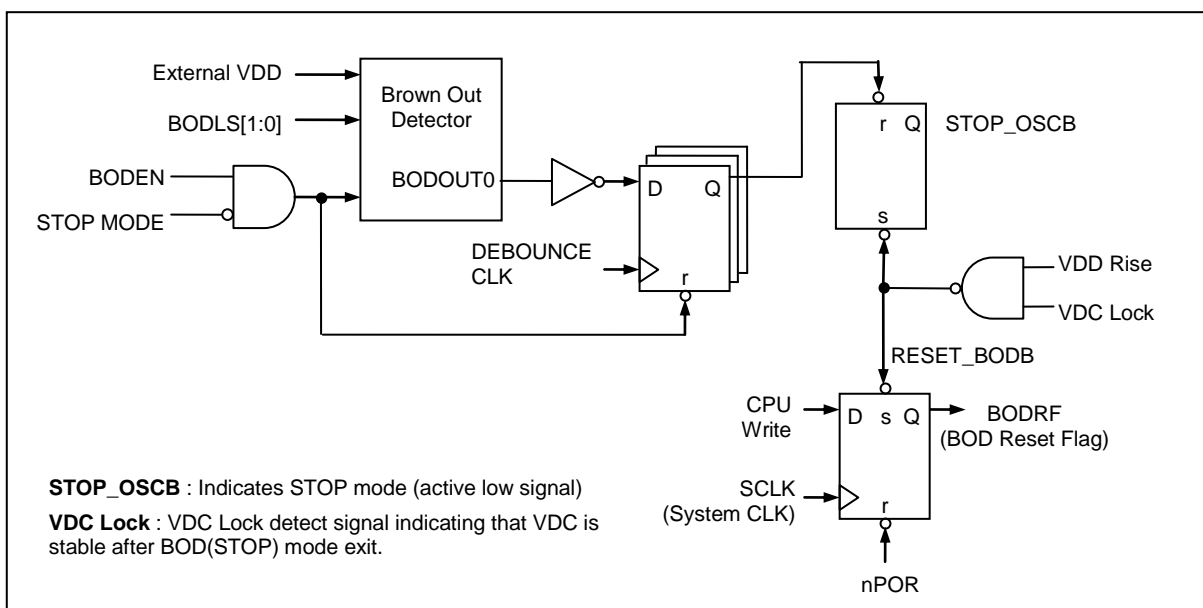 External VDD
BODLS[1:0]
BODEN
STOP MODE
Brown Out
Detector
BODOUT0
D Q
r
DEBOUNCE
CLK
r Q
s
STOP_OSCB
VDD Rise
VDC Lock
RESET_BODB
CPU
Write
D s Q
r
BODRF
(BOD Reset Flag)
SCLK
(System CLK)
nPOR
STOP_OSCB : Indicates STOP mode (active low signal)
VDC Lock : VDC Lock detect signal indicating that VDC is
stable after BOD(STOP) mode exit.